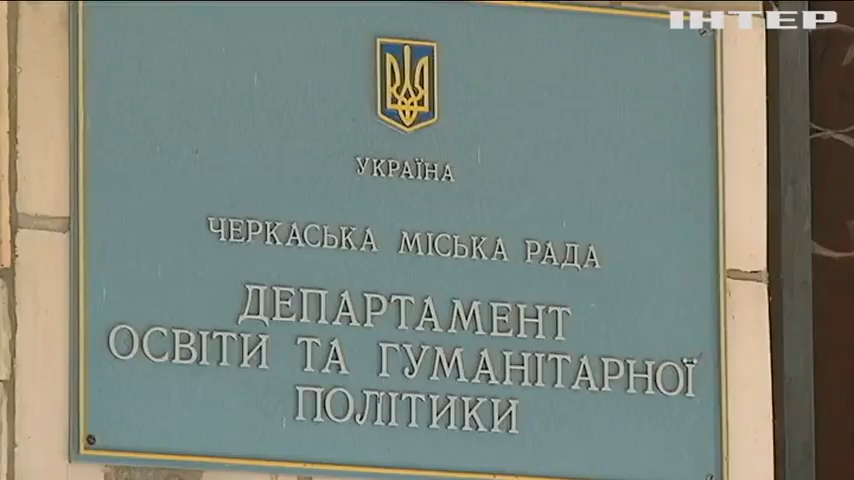 ІНТЕР
УКРАЇНА
ЧЕРКАСЬКА МІСЬКА РАДА
ДЕПАРТАМЕНТ
ОСВІТИ ТА ГУМАНІТАРНОЇ
ПОЛІТИКИ